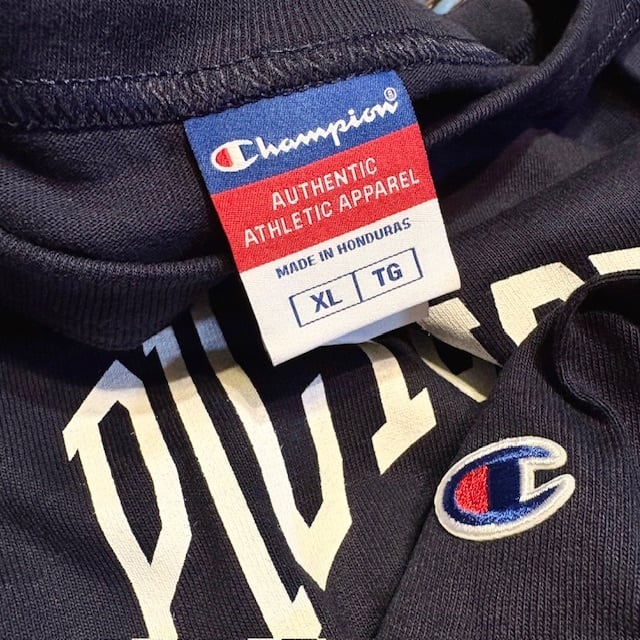 Champion®
AUTHENTIC
ATHLETIC APPAREL
MADE IN HONDURAS
XL TG
C